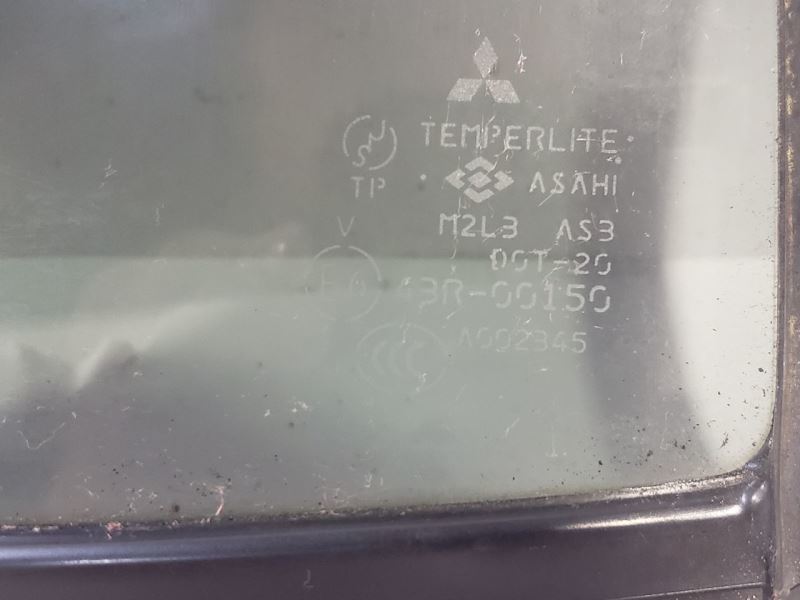 TEMPERLITE
TP
ASAHI
V
M2L3 AS3
DOT-20
43R-00150
A002345